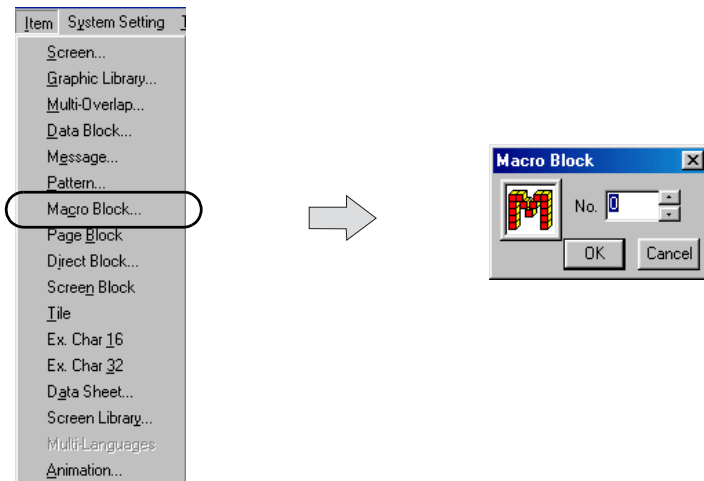 Item System Setting
Screen...
Graphic Library...
Multi-Overlap...
Data Block...
Message...
Pattern...
Macro Block...
Page Block
Direct Block...
Screen Block
Tile
Ex. Char 16
Ex. Char 32
Data Sheet...
Screen Library...
Multi-Languages
Animation...
Macro Block
M
No. 0
OK Cancel